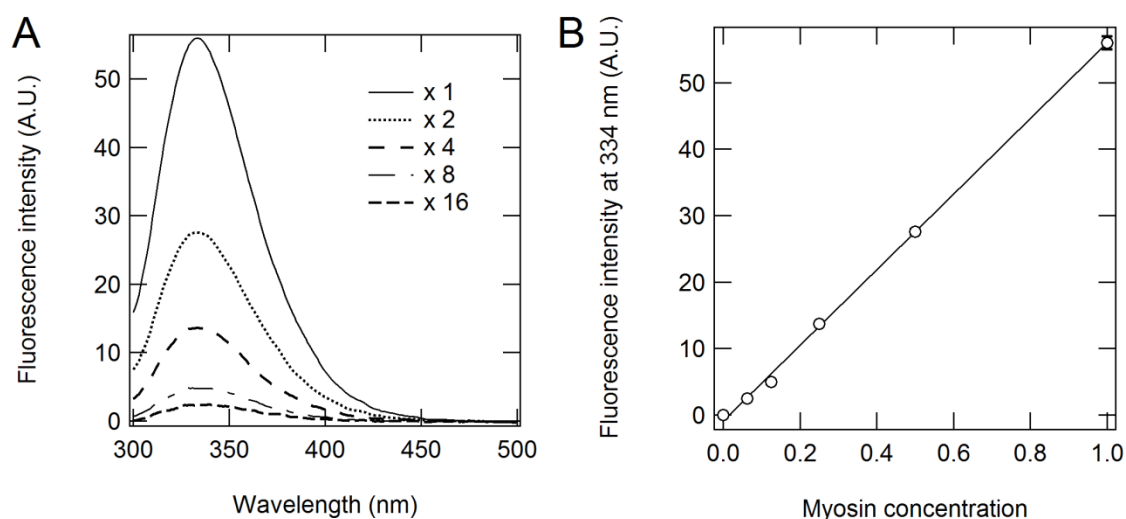 A
Fluorescence intensity (A.U.)
50
40
30
20
10
0
x 1
x 2
x 4
x 8
x 16
300
350
400
450
500
Wavelength (nm)
B
Fluorescence intensity at 334 nm (A.U.)
50
40
30
20
10
0
0.0
0.2
0.4
0.6
0.8
1.0
Myosin concentration